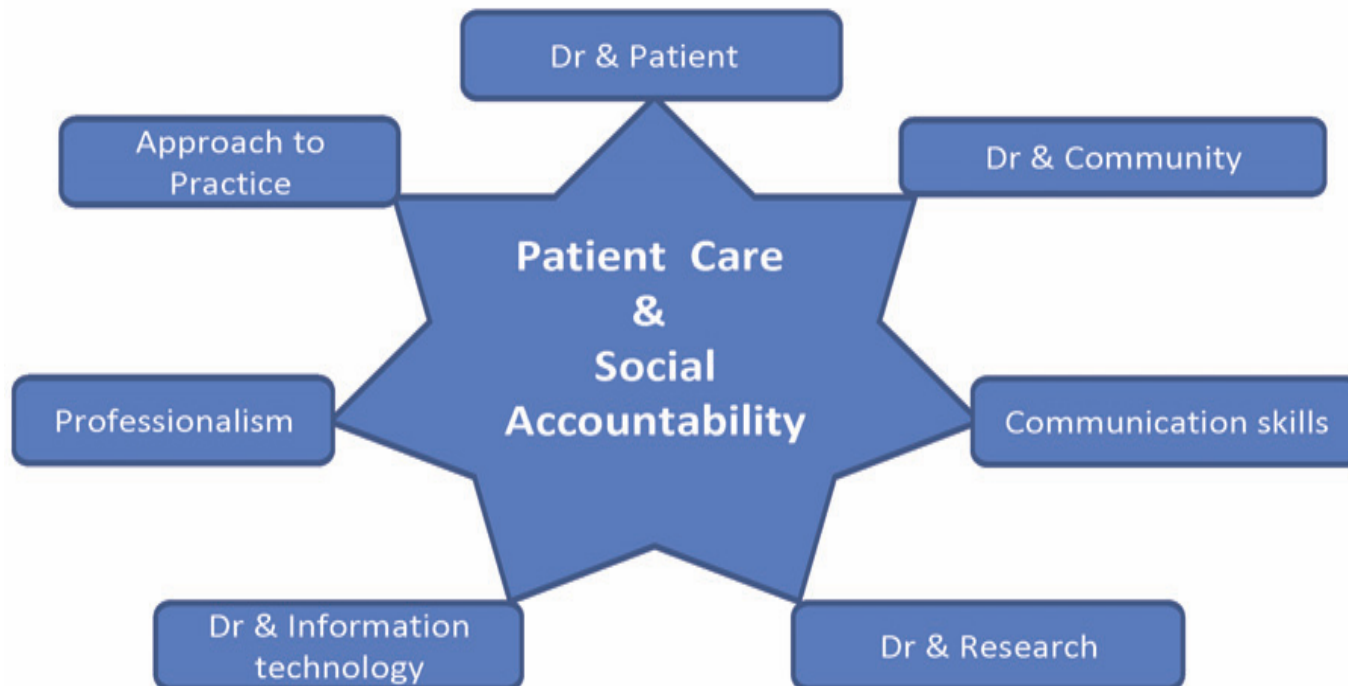 Dr & Patient
Approach to
Practice
Dr & Community
Patient Care
&
Social
Accountability
Professionalism
Communication skills
Dr & Information
technology
Dr & Research